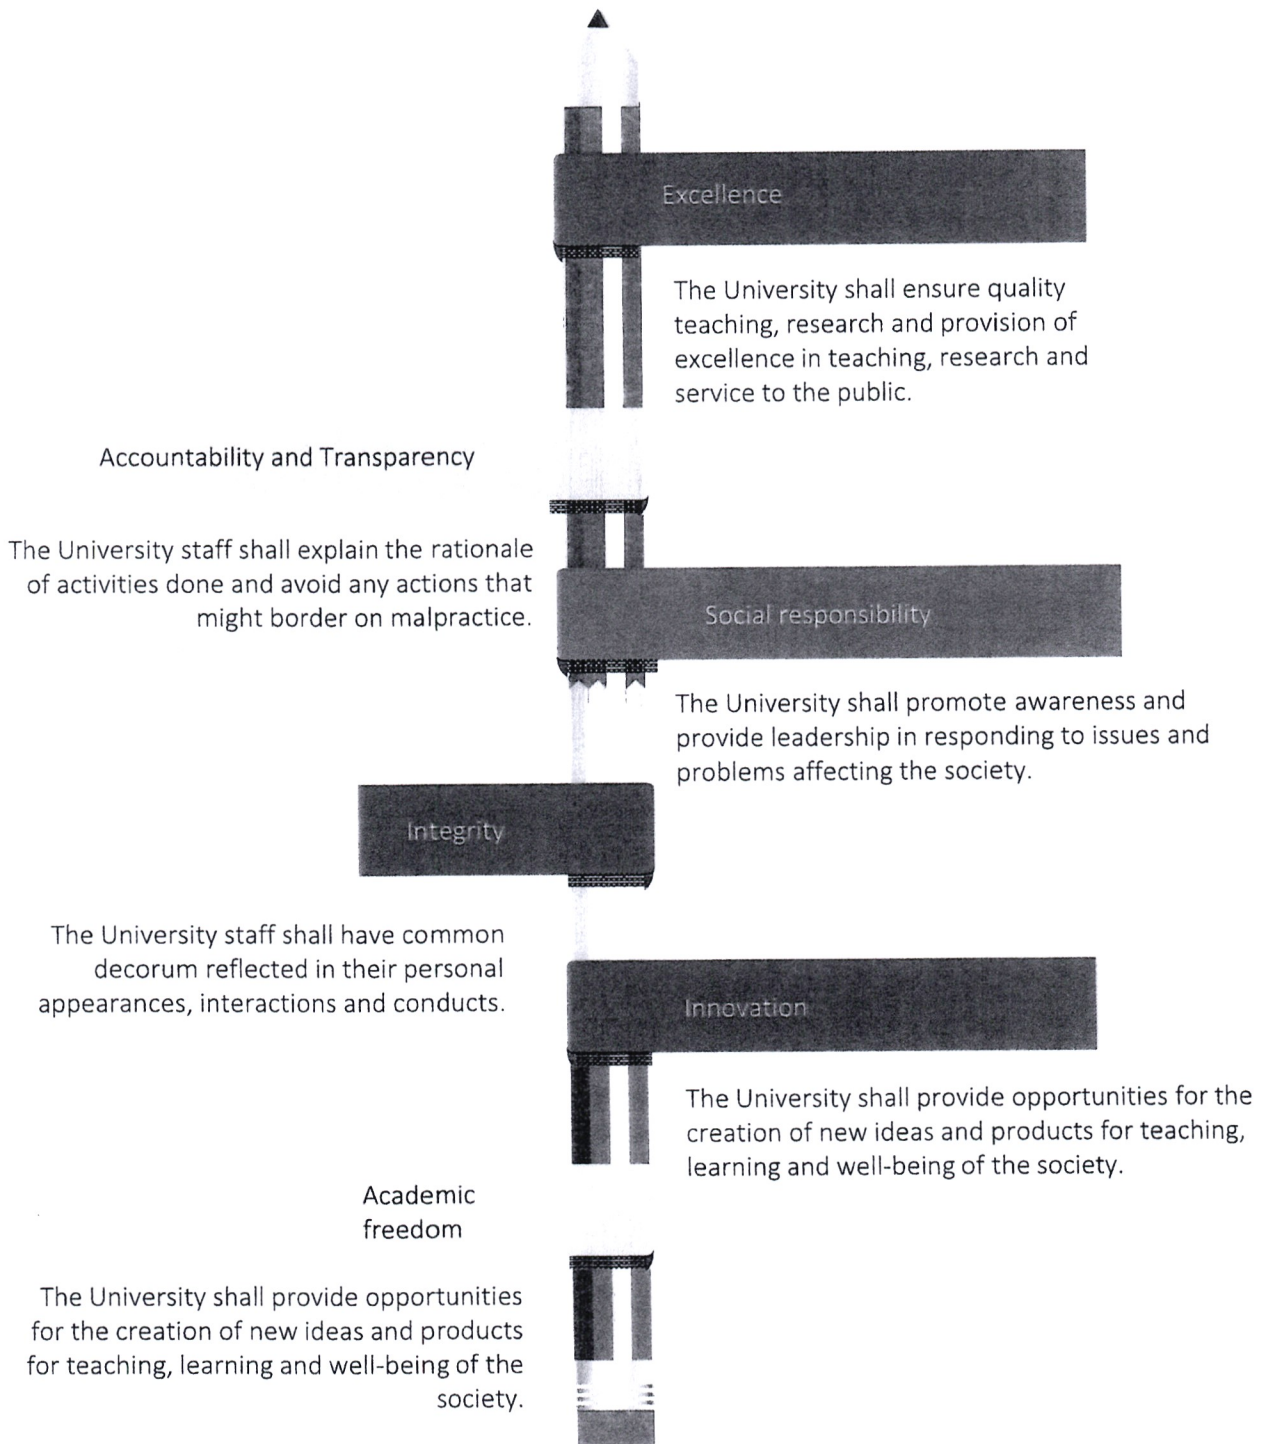 Excellence
The University shall ensure quality
teaching, research and provision of
excellence in teaching, research and
service to the public.
Accountability and Transparency
The University staff shall explain the rationale
of activities done and avoid any actions that
might border on malpractice.
Social responsibility
The University shall promote awareness and
provide leadership in responding to issues and
problems affecting the society.
Integrity
The University staff shall have common
decorum reflected in their personal
appearances, interactions and conducts.
Innovation
The University shall provide opportunities for the
creation of new ideas and products for teaching,
learning and well-being of the society.
Academic
freedom
The University shall provide opportunities
for the creation of new ideas and products
for teaching, learning and well-being of the
society.